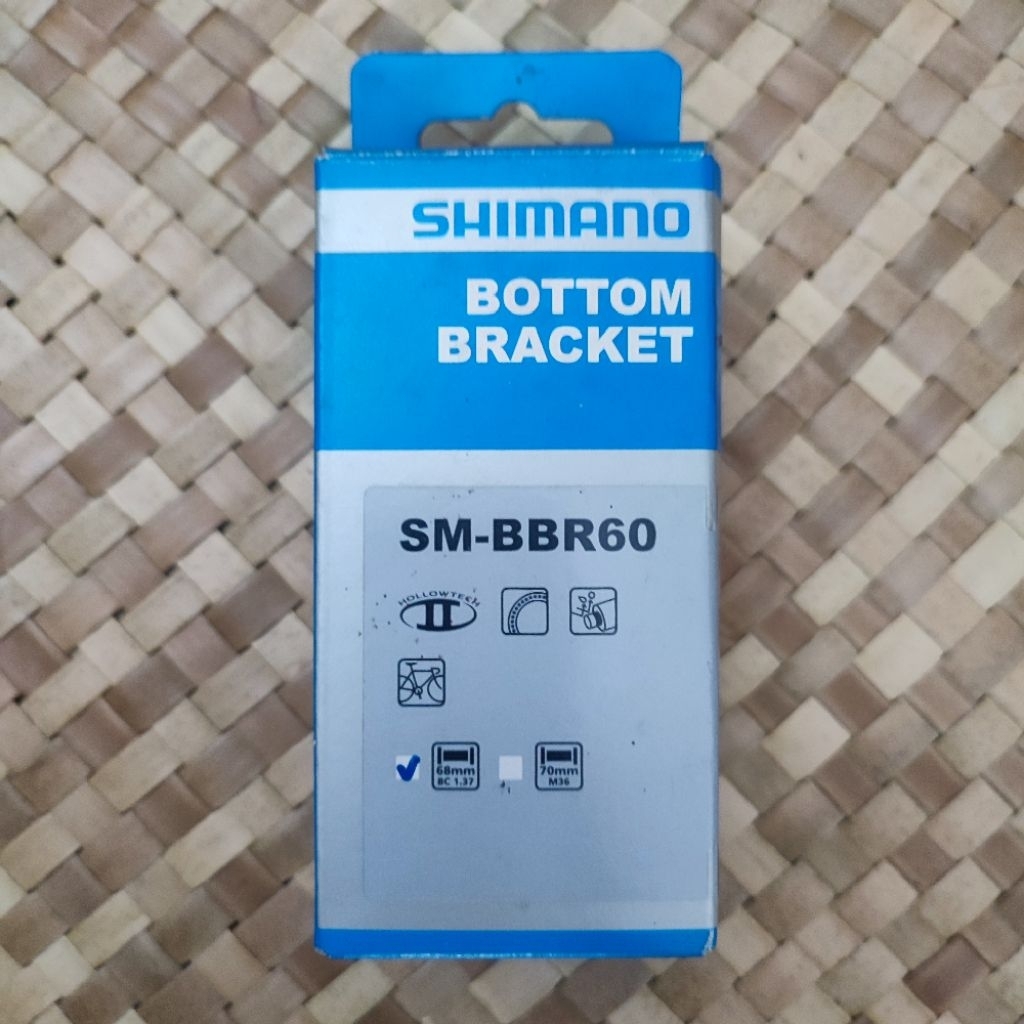 SHIMANO
BOTTOM
BRACKET
SM-BBR60
HOLLOWTECH
II
68mm
BC 1.37
70mm
M36